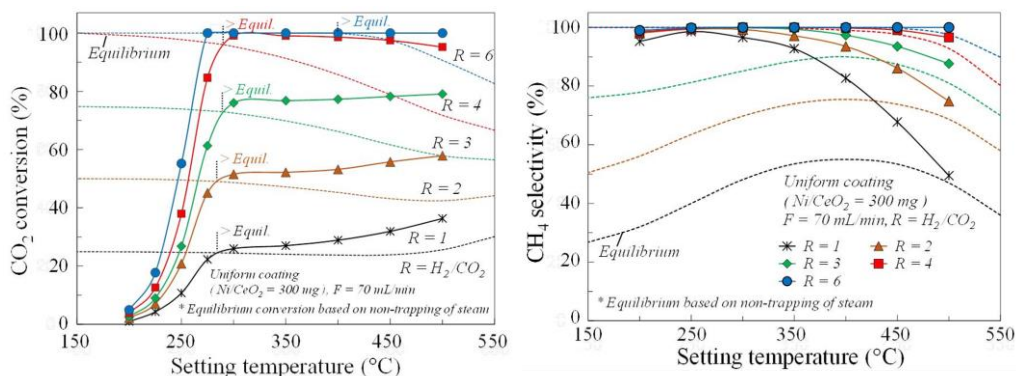 CO₂ conversion (%)
100
80
60
40
20
0
150
250
350
450
550
Setting temperature (°C)
> Equil.
> Equil.
Equilibrium
R = 6
R = 4
> Equil.
R = 3
> Equil.
R = 2
> Equil.
R = 1
R = H₂/CO₂
Uniform coating
(Ni/CeO₂ = 300 mg), F = 70 mL/min
* Equilibrium conversion based on non-trapping of steam
CH₄ selectivity (%)
100
80
60
40
20
0
150
250
350
450
550
Setting temperature (°C)
Uniform coating
(Ni/CeO₂ = 300 mg)
F = 70 mL/min, R = H₂/CO₂
R = 1
R = 2
R = 3
R = 4
R = 6
Equilibrium
* Equilibrium based on non-trapping of steam